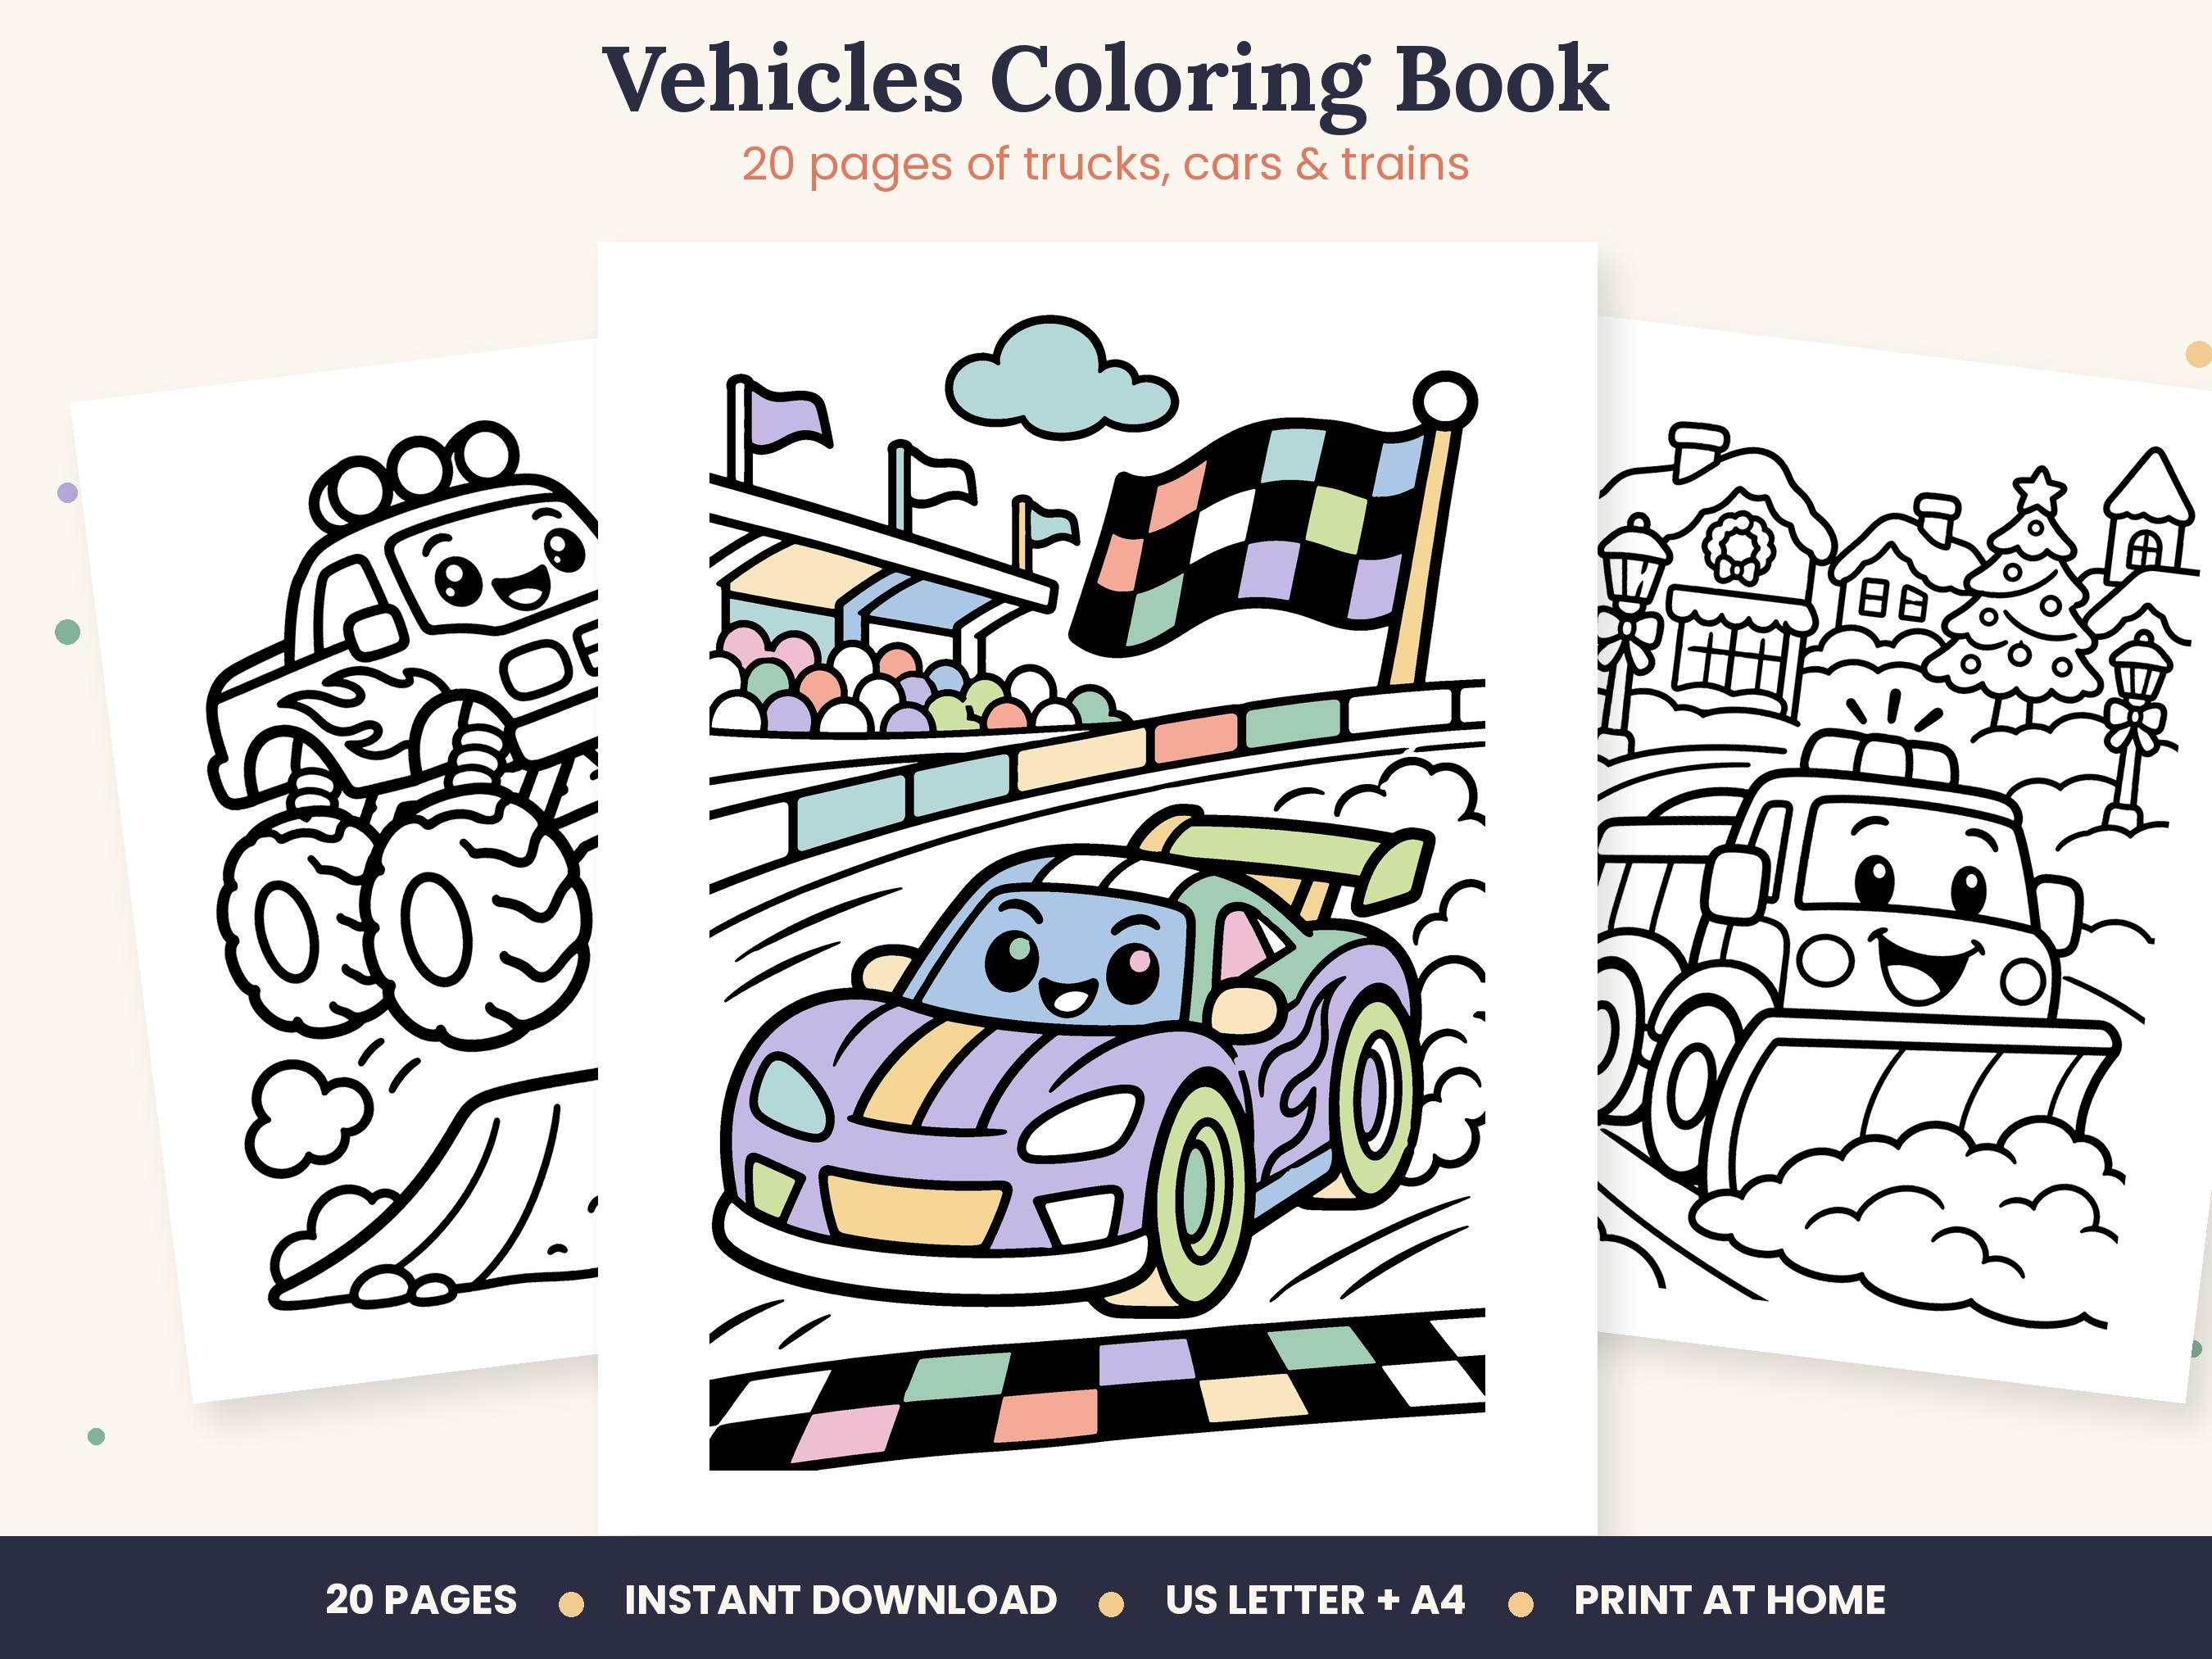 Vehicles Coloring Book
20 pages of trucks, cars & trains
20 PAGES INSTANT DOWNLOAD US LETTER + A4 PRINT AT HOME